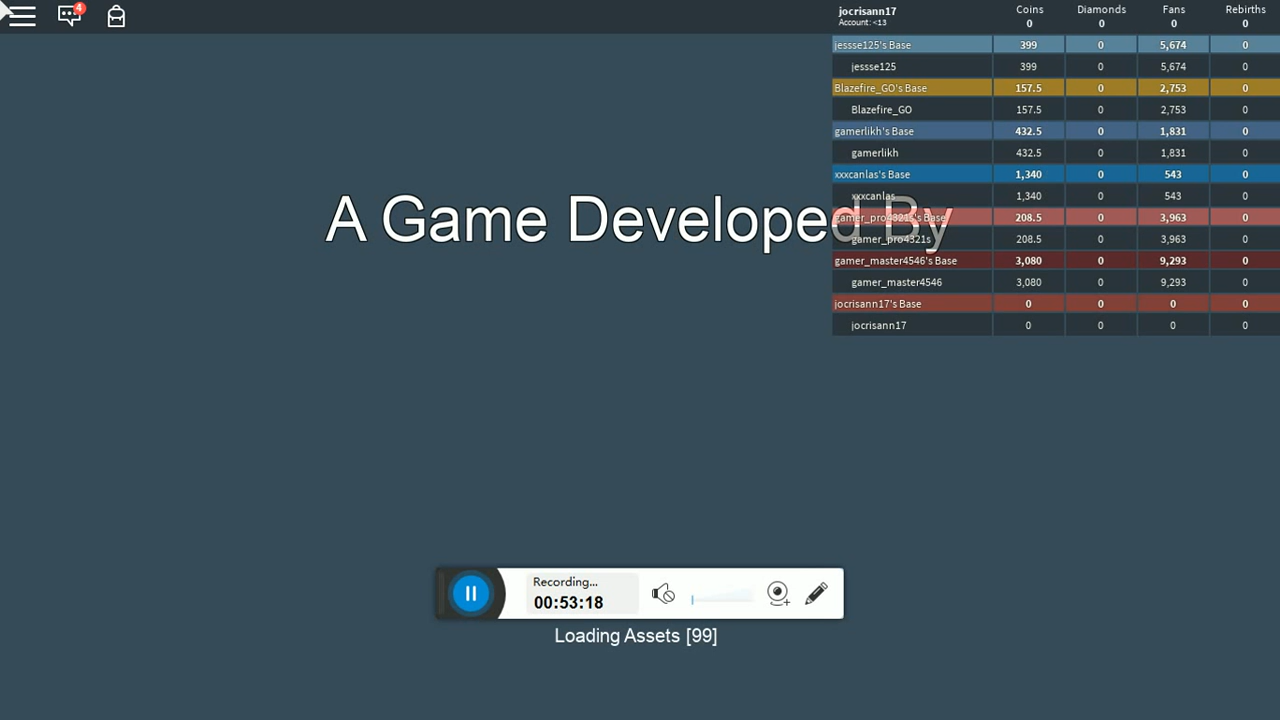 4
jocrisann17 Coins Diamonds Fans Rebirths
Account: <13 0 0 0 0
jessse125's Base 399 0 5,674 0
jessse125 399 0 5,674 0
Blazefire_GO's Base 157.5 0 2,753 0
Blazefire_GO 157.5 0 2,753 0
gamerlikh's Base 432.5 0 1,831 0
gamerlikh 432.5 0 1,831 0
xxxcanlas's Base 1,340 0 543 0
xxxcanlas 1,340 0 543 0
A Game Developed By
gamer_pro4321s's Base 208.5 0 3,963 0
gamer_pro4321s 208.5 0 3,963 0
gamer_master4546's Base 3,080 0 9,293 0
gamer_master4546 3,080 0 9,293 0
jocrisann17's Base 0 0 0 0
jocrisann17 0 0 0 0
Recording...
00:53:18
Loading Assets [99]